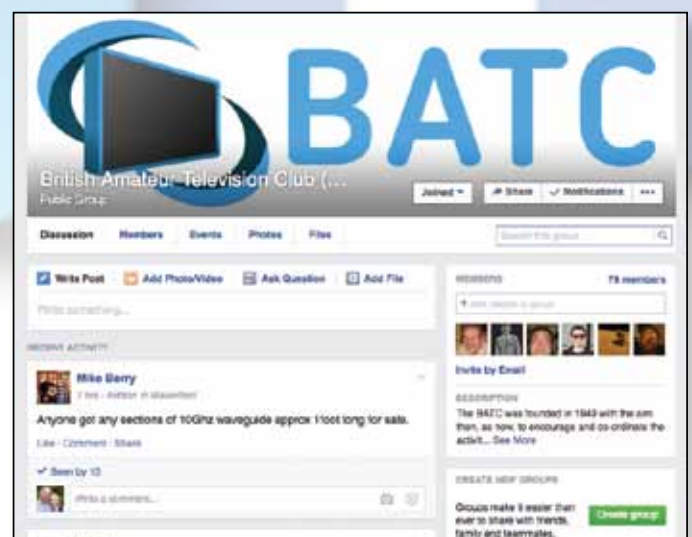 BATC
British Amateur Television Club (...
Public Group
Joined
Share
Notifications
Discussion
Members
Events
Photos
Files
Search this group
Write Post
Add Photo/Video
Ask Question
Add File
Write something...
RECENT ACTIVITY
Mike Berry
Anyone got any sections of 10Ghz waveguide approx 1foot long for sale.
Like · Comment · Share
Seen by 10
Write a comment...
MEMBERS
78 members
Invite by Email
DESCRIPTION
The BATC was founded in 1949 with the aim
then, as now, to encourage and co-ordinate the
activit... See More
CREATE NEW GROUPS
Groups make it easier than
ever to share with friends,
family and teammates.
Create group